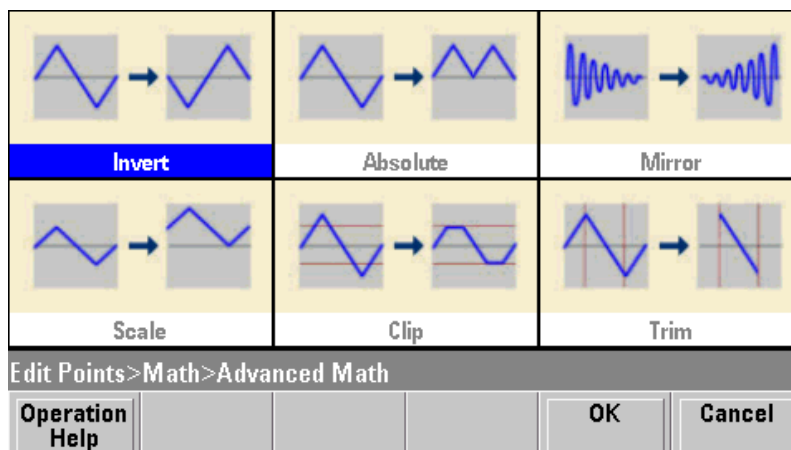 Invert
Absolute
Mirror
Scale
Clip
Trim
Edit Points>Math>Advanced Math
Operation
Help
OK
Cancel